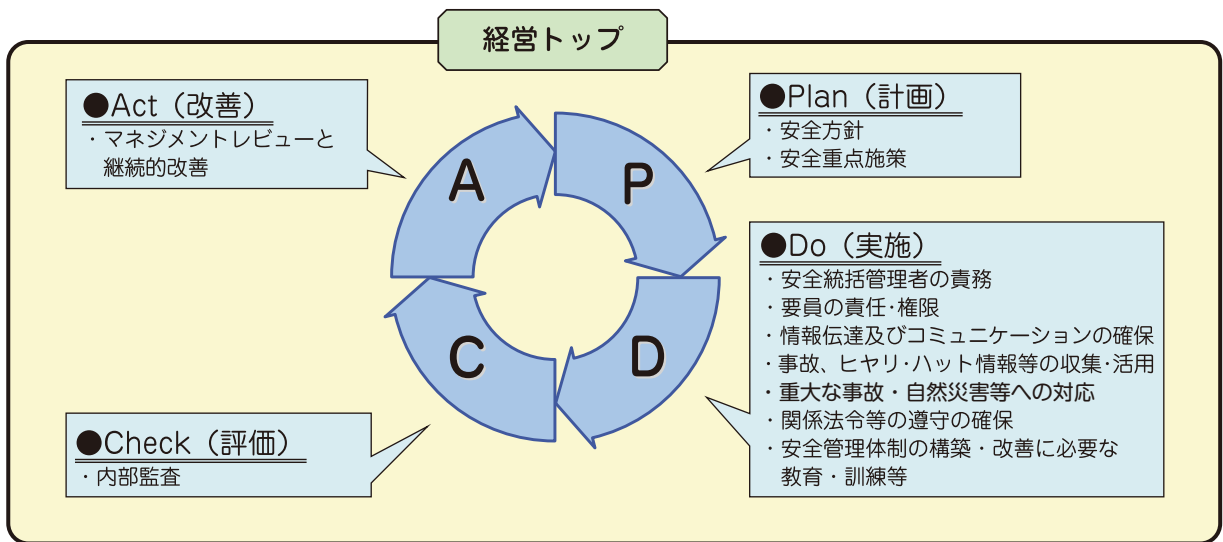 経営トップ
●Act（改善）
・マネジメントレビューと
継続的改善
●Plan（計画）
・安全方針
・安全重点施策
A
P
●Do（実施）
・安全統括管理者の責務
・要員の責任・権限
・情報伝達及びコミュニケーションの確保
・事故、ヒヤリ・ハット情報等の収集・活用
・重大な事故・自然災害等への対応
・関係法令等の遵守の確保
・安全管理体制の構築・改善に必要な
教育・訓練等
C
D
●Check（評価）
・内部監査